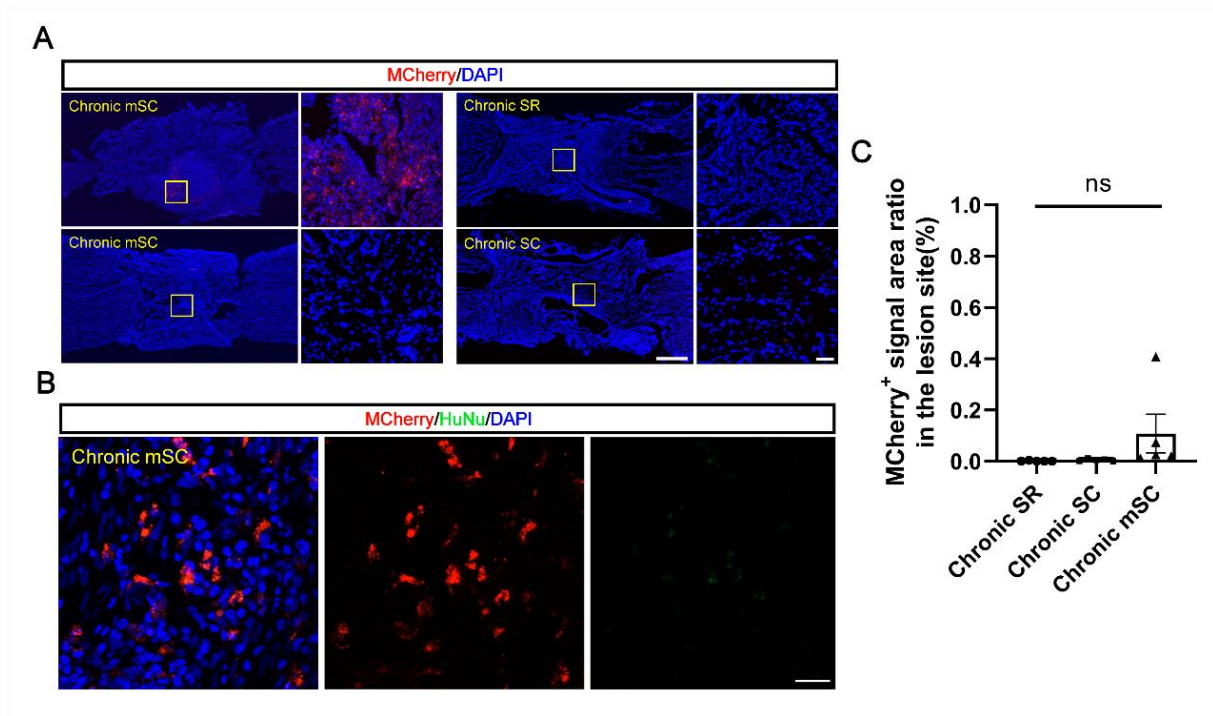 A
MCherry/DAPI
Chronic mSC
Chronic SR
Chronic mSC
Chronic SC
B
MCherry/HuNu/DAPI
Chronic mSC
C
ns
MCherry+ signal area ratio
in the lesion site(%)
1.0
0.8
0.6
0.4
0.2
0.0
Chronic SR
Chronic SC
Chronic mSC